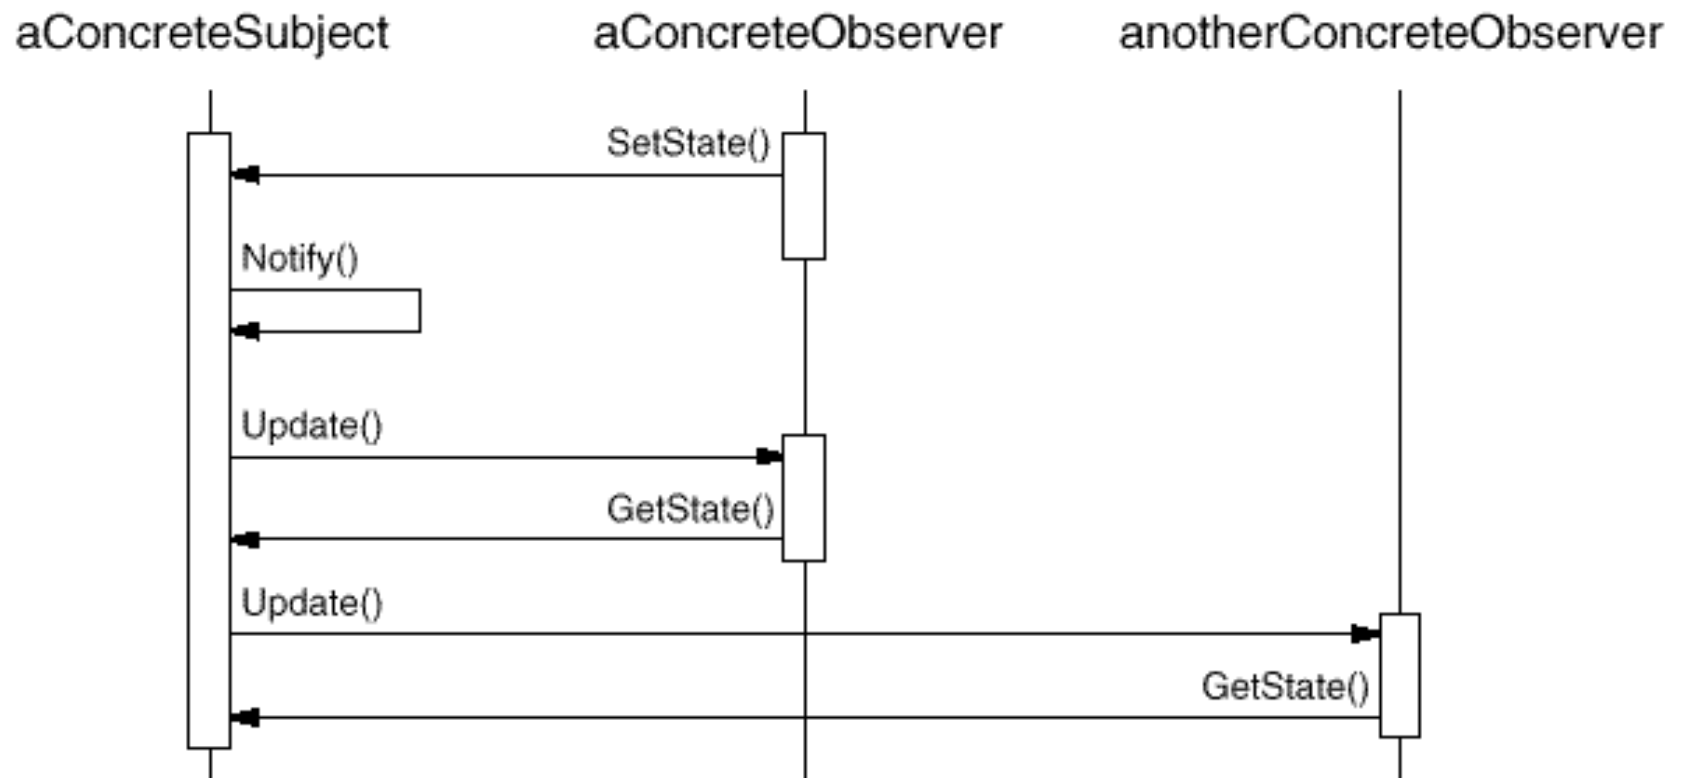 aConcreteSubject
aConcreteObserver
anotherConcreteObserver
SetState()
Notify()
Update()
GetState()
Update()
GetState()